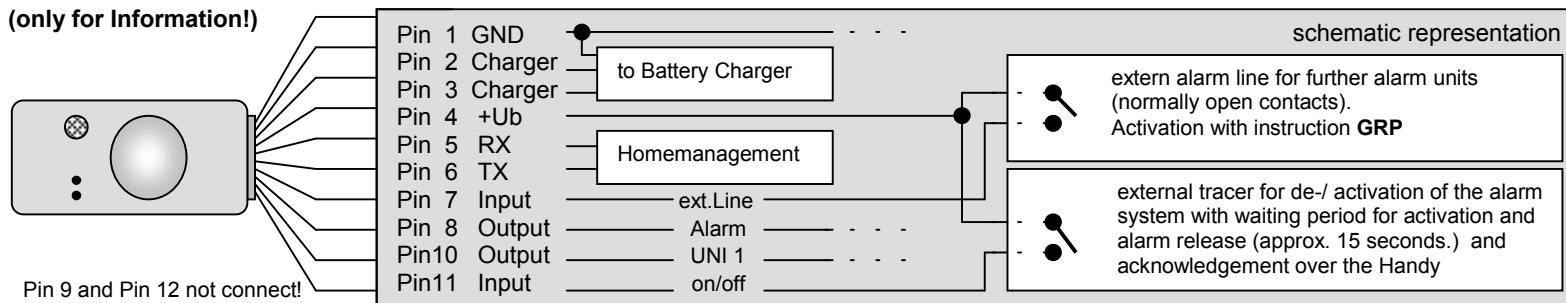 (only for Information!)
schematic representation
Pin 1 GND
Pin 2 Charger
Pin 3 Charger
Pin 4 +Ub
Pin 5 RX
Pin 6 TX
Pin 7 Input
Pin 8 Output
Pin10 Output
Pin11 Input
to Battery Charger
Homemanagement
ext.Line
Alarm
UNI 1
on/off
extern alarm line for further alarm units
(normally open contacts).
Activation with instruction GRP
external tracer for de-/ activation of the alarm
system with waiting period for activation and
alarm release (approx. 15 seconds.) and
acknowledgement over the Handy
Pin 9 and Pin 12 not connect!